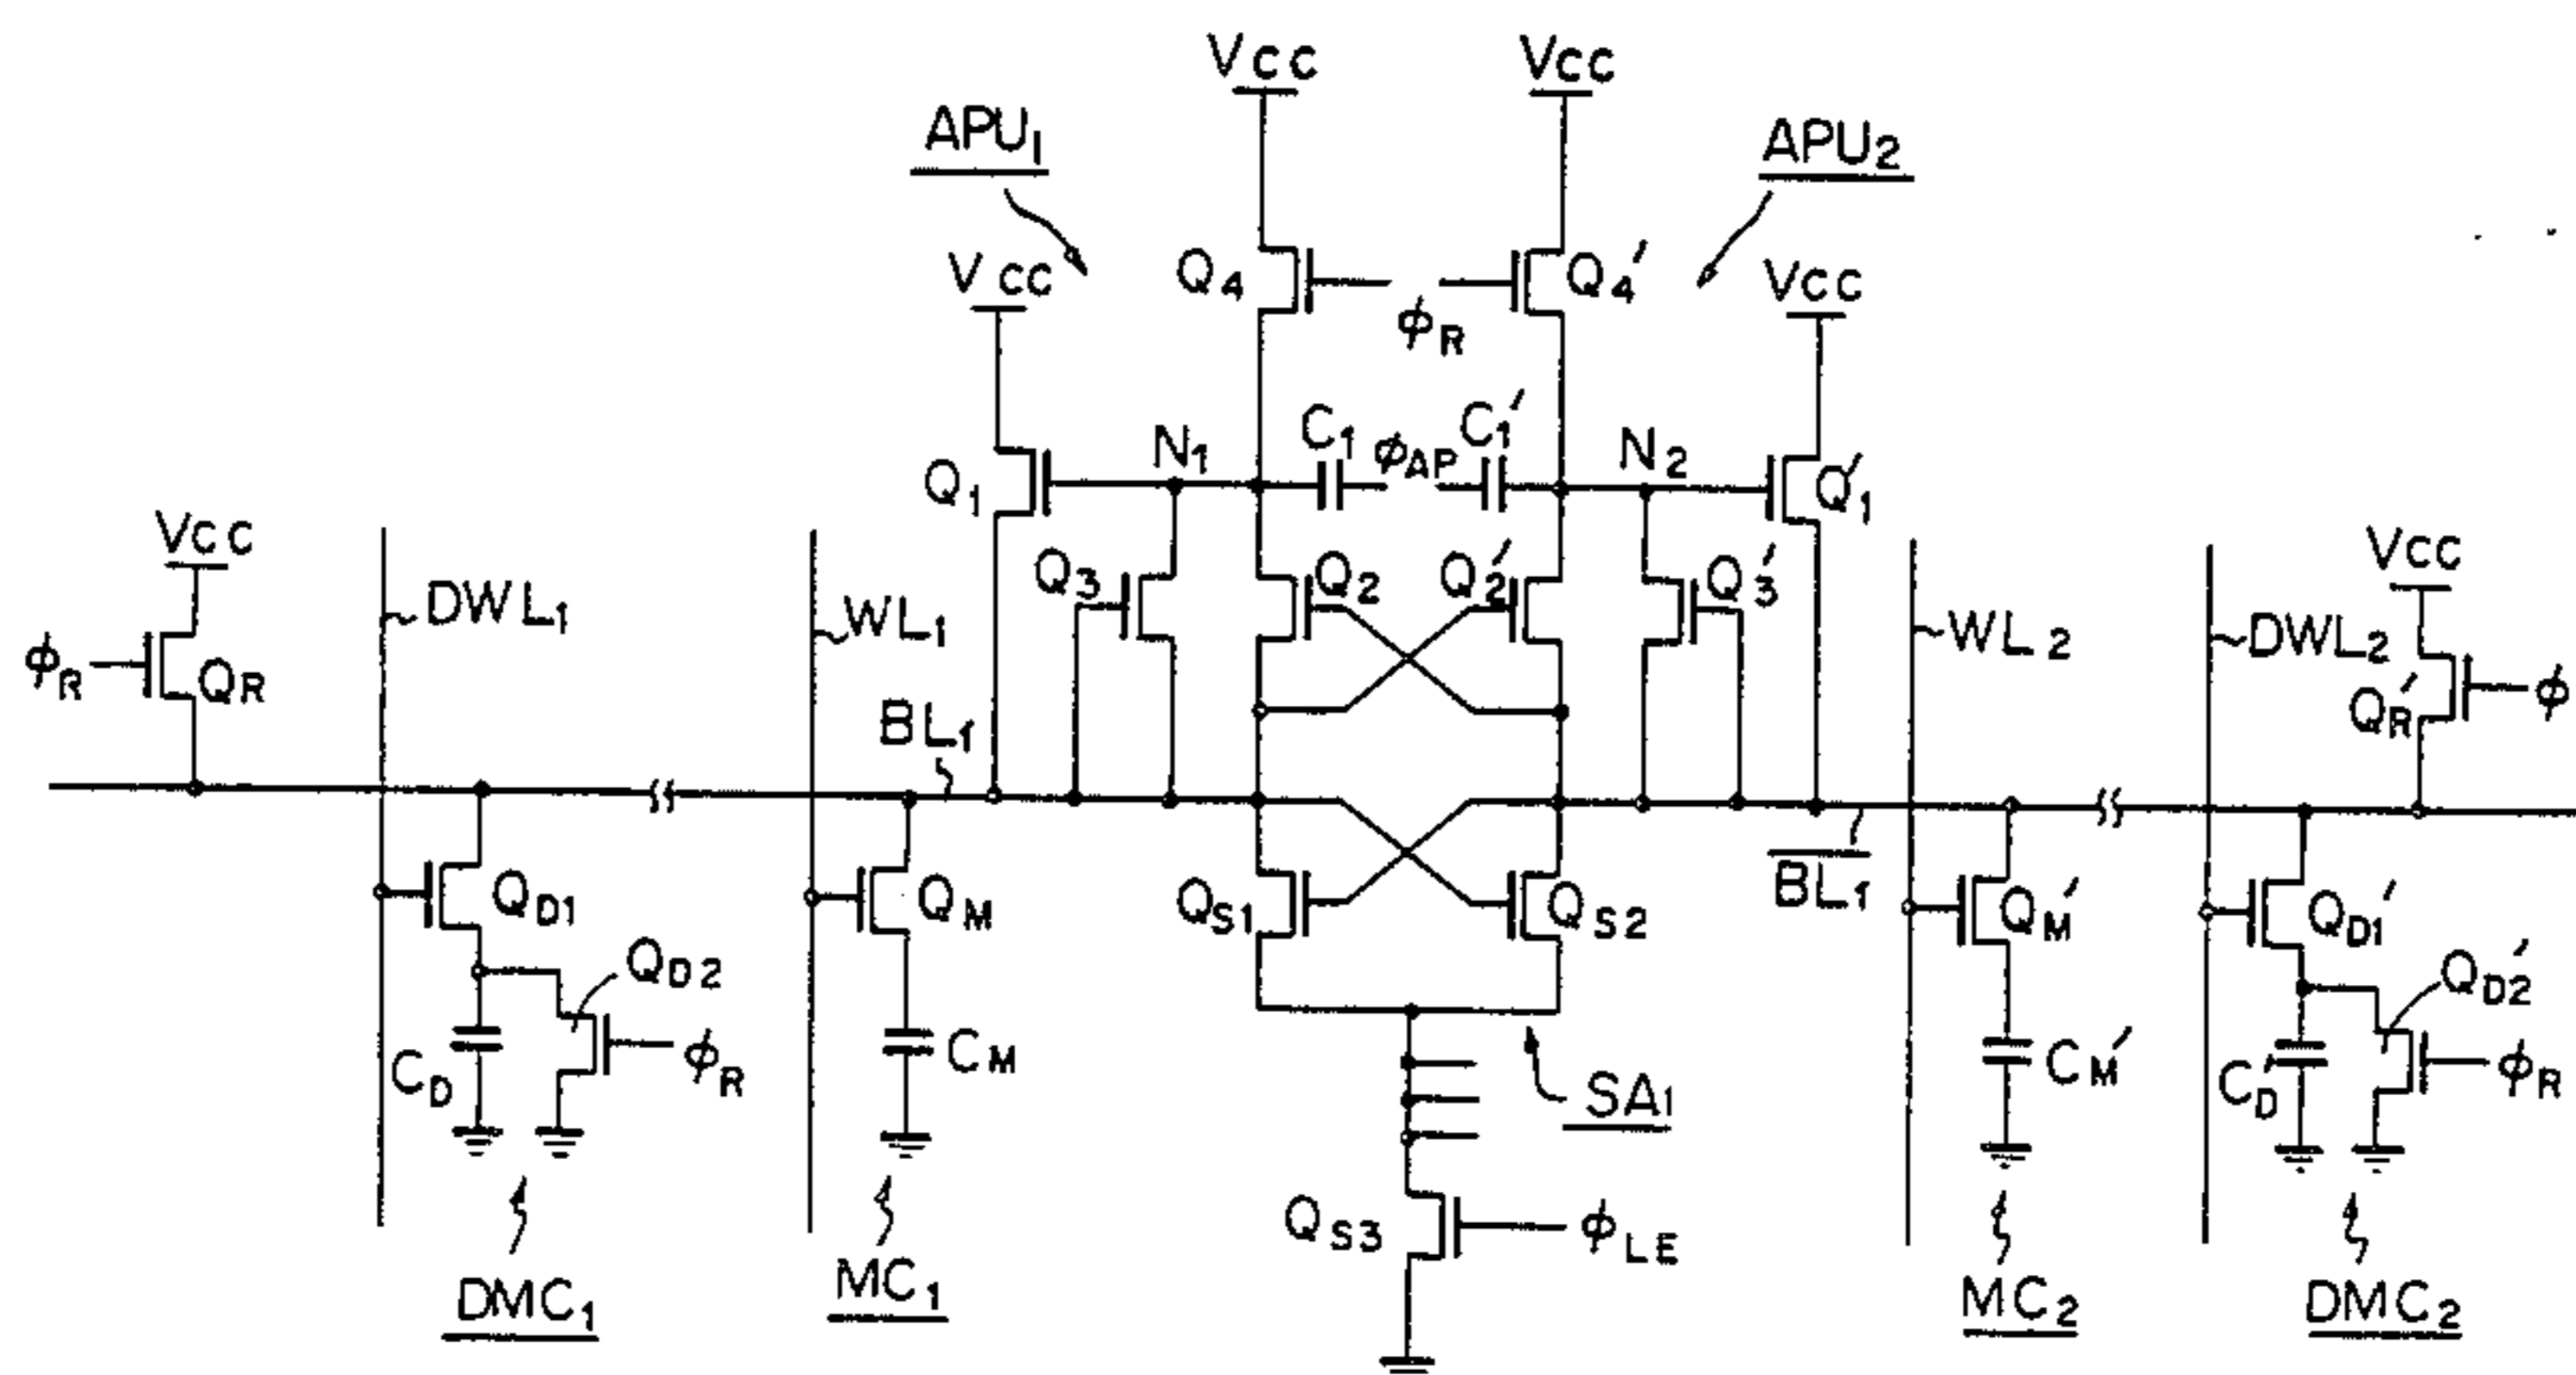 Vcc Vcc
APU₁ APU₂
Vcc Q₄ Q₄′ Vcc
ϕR
C₁ ϕAP C₁′
Q₁ N₁ N₂ Q₁′
Vcc Vcc
Q₃ Q₂ Q₂′ Q₃′
DWL₁ WL₁ WL₂ DWL₂
ϕR QR QR′ ϕ
BL₁ B̅L̅₁̅
QD1 QM QS1 QS2 QM′ QD1′
QD2 QD2′
CD ϕR CM CM′ CD′ ϕR
SA₁
QS3 ϕLE
DMC₁ MC₁ MC₂ DMC₂